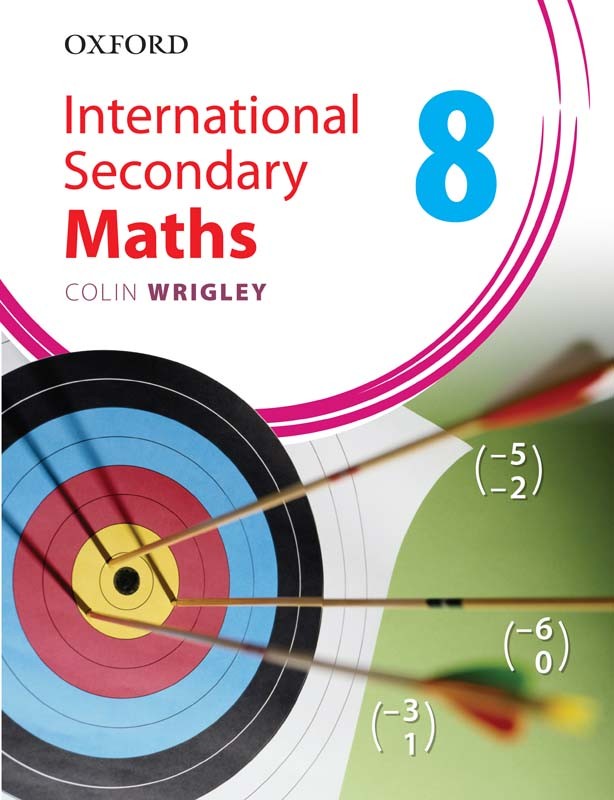 OXFORD
International
Secondary
Maths
8
COLIN WRIGLEY
(−5
−2)
(−6
0)
(−3
1)